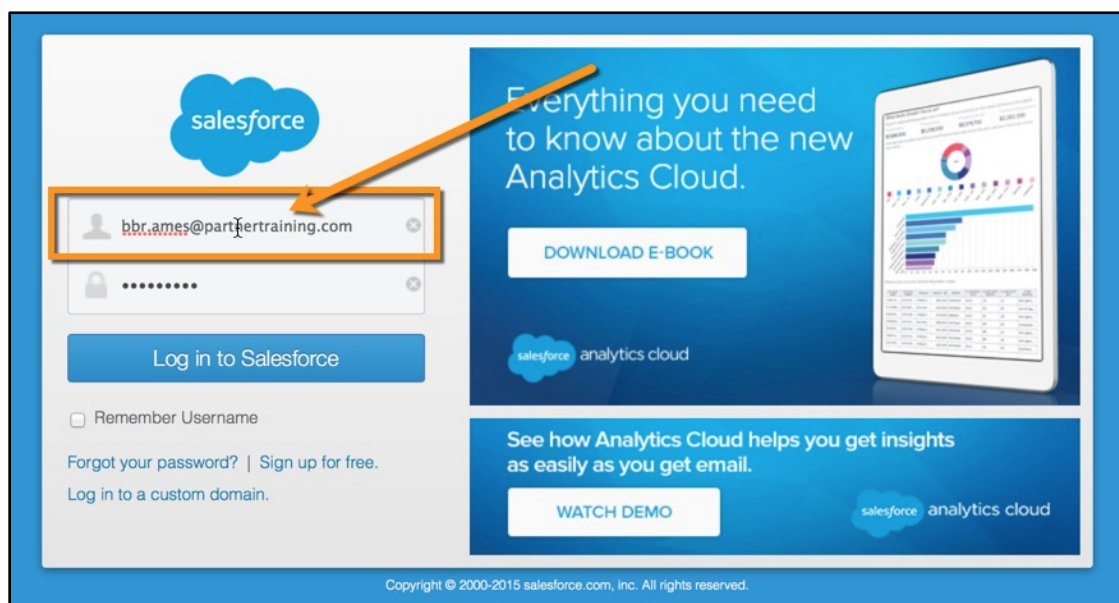 salesforce
bbr.ames@partnertraining.com
•••••••••
Log in to Salesforce
Remember Username
Forgot your password? | Sign up for free.
Log in to a custom domain.
Everything you need
to know about the new
Analytics Cloud.
DOWNLOAD E-BOOK
salesforce analytics cloud
See how Analytics Cloud helps you get insights
as easily as you get email.
WATCH DEMO
salesforce analytics cloud
Copyright © 2000-2015 salesforce.com, inc. All rights reserved.